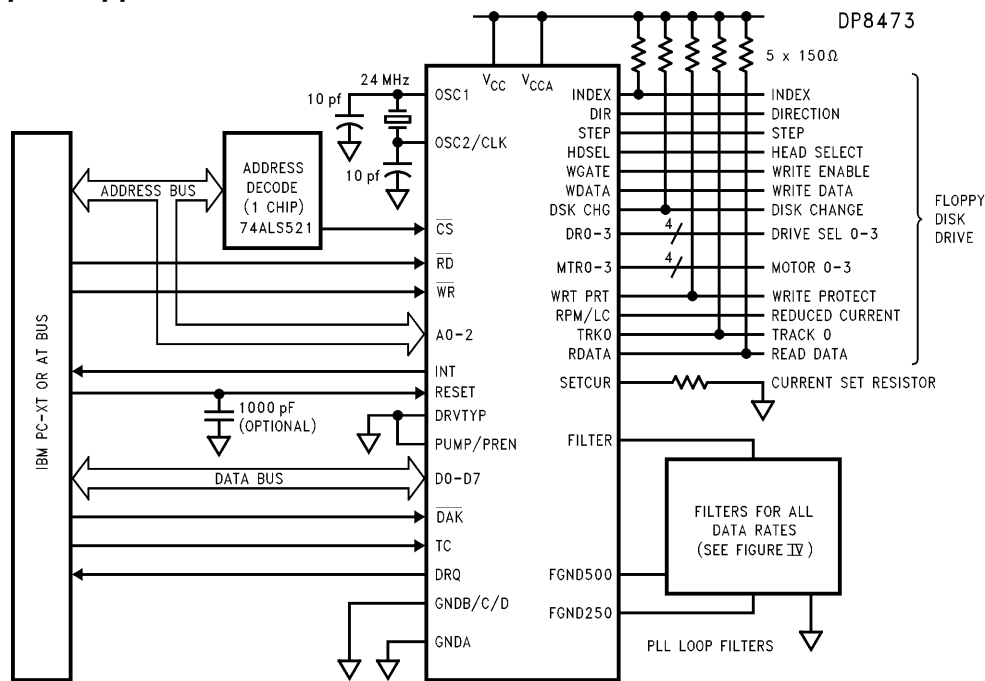 DP8473
5 x 150Ω
24 MHz
10 pf
10 pf
VCC
VCCA
OSC1
OSC2/CLK
CS
RD
WR
A0-2
INT
RESET
DRVTYP
PUMP/PREN
D0-D7
DAK
TC
DRQ
GNDB/C/D
GNDA
INDEX
DIR
STEP
HDSEL
WGATE
WDATA
DSK CHG
DR0-3
MTR0-3
WRT PRT
RPM/LC
TRK0
RDATA
SETCUR
FILTER
FGND500
FGND250
4
4
INDEX
DIRECTION
STEP
HEAD SELECT
WRITE ENABLE
WRITE DATA
DISK CHANGE
DRIVE SEL 0-3
MOTOR 0-3
WRITE PROTECT
REDUCED CURRENT
TRACK 0
READ DATA
FLOPPY
DISK
DRIVE
CURRENT SET RESISTOR
FILTERS FOR ALL
DATA RATES
(SEE FIGURE IV)
PLL LOOP FILTERS
IBM PC-XT OR AT BUS
ADDRESS BUS
ADDRESS
DECODE
(1 CHIP)
74ALS521
1000 pF
(OPTIONAL)
DATA BUS